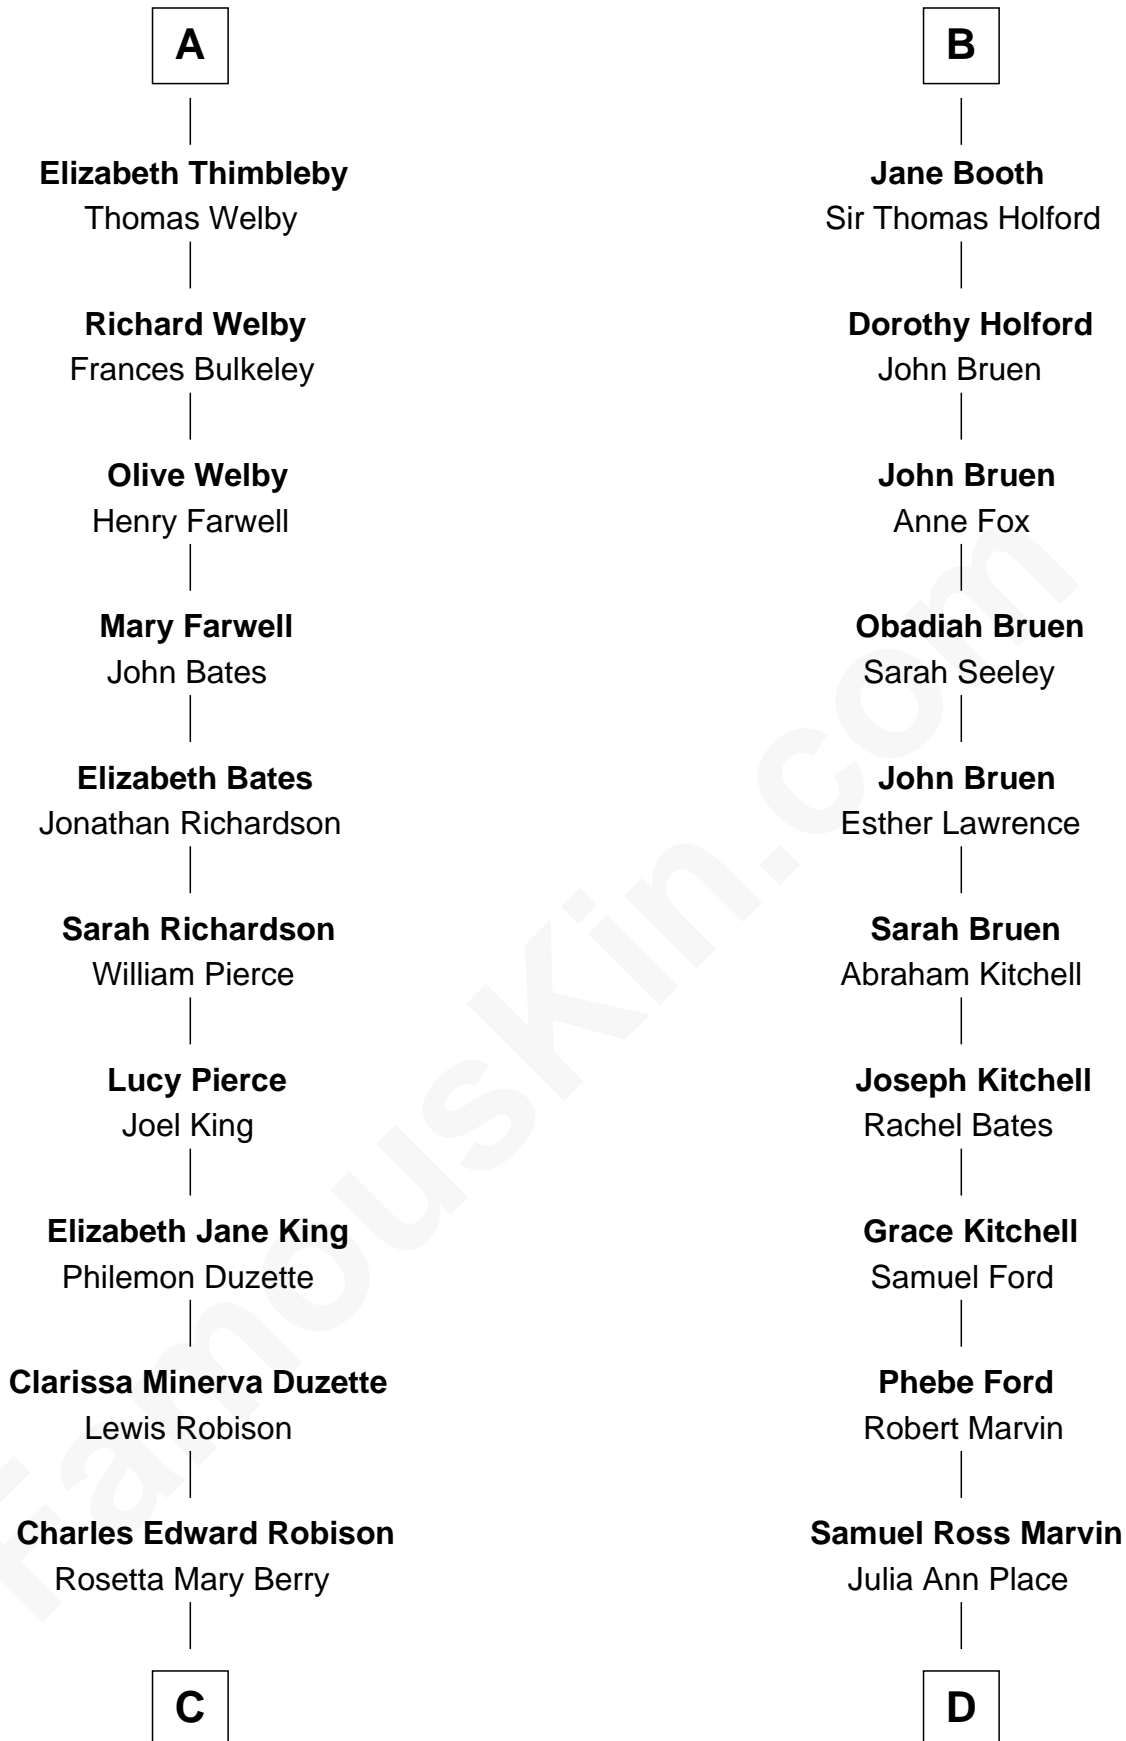 A
Elizabeth Thimbleby
Thomas Welby
Richard Welby
Frances Bulkeley
Olive Welby
Henry Farwell
Mary Farwell
John Bates
Elizabeth Bates
Jonathan Richardson
Sarah Richardson
William Pierce
Lucy Pierce
Joel King
Elizabeth Jane King
Philemon Duzette
Clarissa Minerva Duzette
Lewis Robison
Charles Edward Robison
Rosetta Mary Berry
C
B
Jane Booth
Sir Thomas Holford
Dorothy Holford
John Bruen
John Bruen
Anne Fox
Obadiah Bruen
Sarah Seeley
John Bruen
Esther Lawrence
Sarah Bruen
Abraham Kitchell
Joseph Kitchell
Rachel Bates
Grace Kitchell
Samuel Ford
Phebe Ford
Robert Marvin
Samuel Ross Marvin
Julia Ann Place
D
FamousKin.com